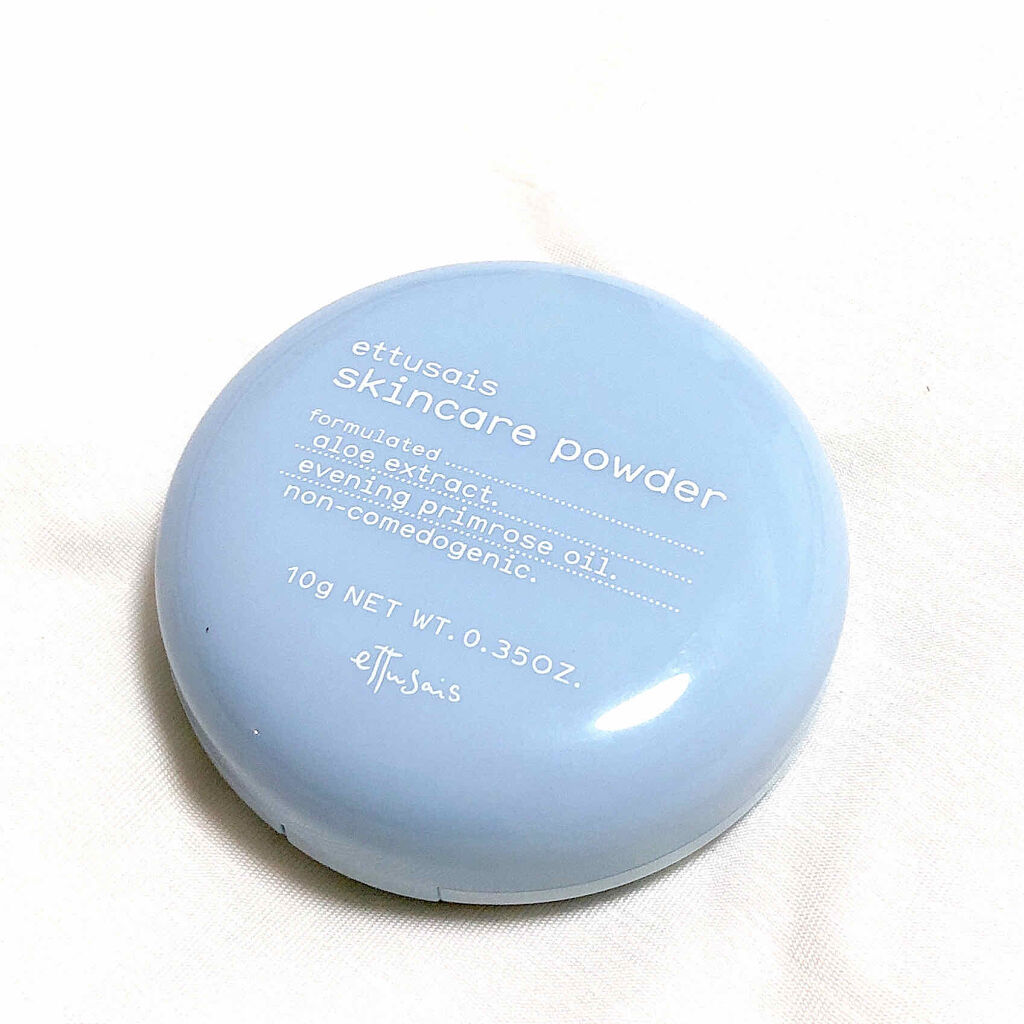 ettusais
skincare powder
formulated
aloe extract.
evening primrose oil.
non-comedogenic.
10g NET WT. 0.35OZ.
ettusais